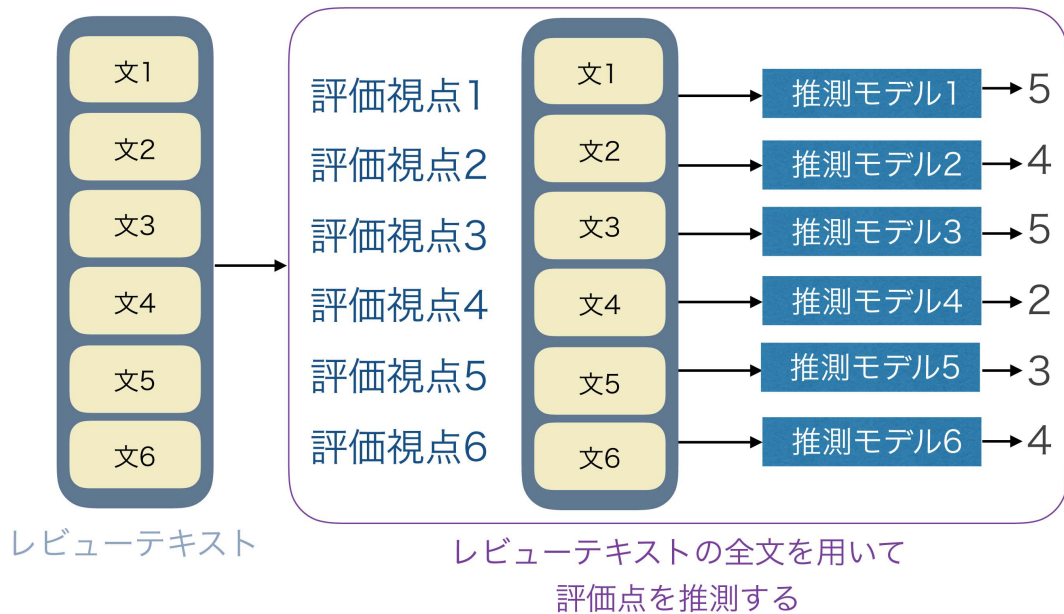 文1
文2
文3
文4
文5
文6
レビューテキスト
評価視点1
評価視点2
評価視点3
評価視点4
評価視点5
評価視点6
文1
文2
文3
文4
文5
文6
推測モデル1
5
推測モデル2
4
推測モデル3
5
推測モデル4
2
推測モデル5
3
推測モデル6
4
レビューテキストの全文を用いて
評価点を推測する